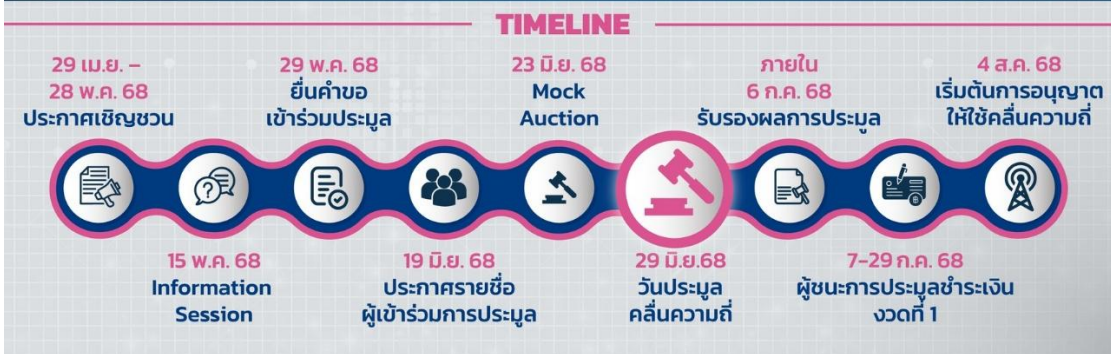 TIMELINE
29 เม.ย. –
28 พ.ค. 68
ประกาศเชิญชวน
15 พ.ค. 68
Information
Session
29 พ.ค. 68
ยื่นคำขอ
เข้าร่วมประมูล
19 มิ.ย. 68
ประกาศรายชื่อ
ผู้เข้าร่วมการประมูล
23 มิ.ย. 68
Mock
Auction
29 มิ.ย.68
วันประมูล
คลื่นความถี่
ภายใน
6 ก.ค. 68
รับรองผลการประมูล
7-29 ก.ค. 68
ผู้ชนะการประมูลชำระเงิน
งวดที่ 1
4 ส.ค. 68
เริ่มต้นการอนุญาต
ให้ใช้คลื่นความถี่